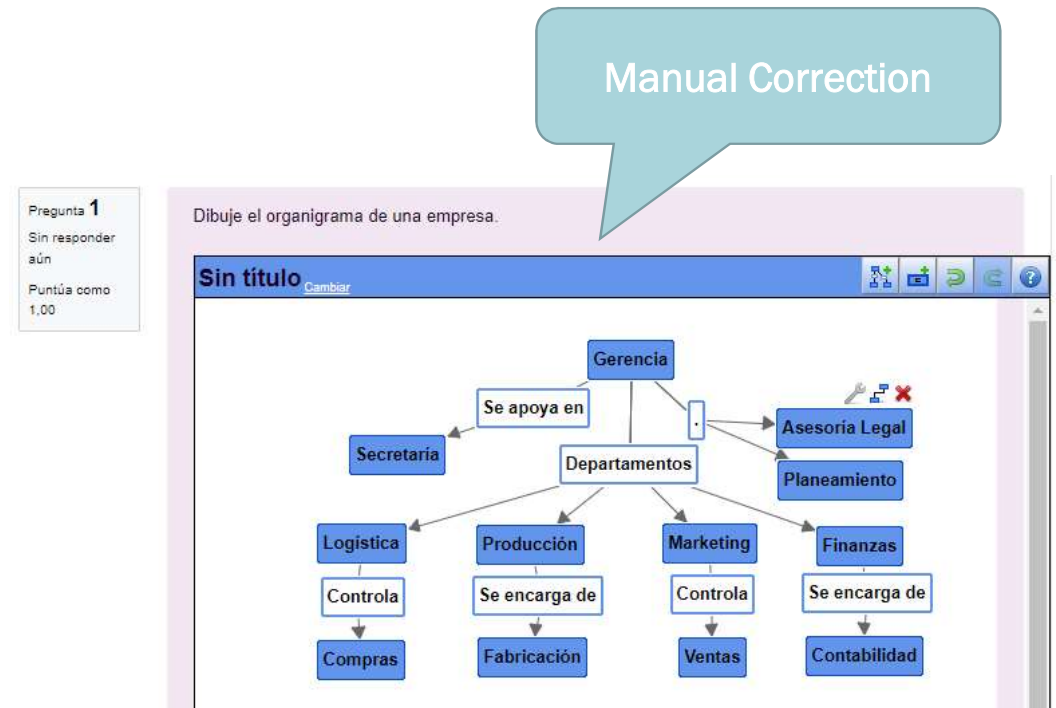 Manual Correction
Pregunta 1
Sin responder
aún
Puntúa como
1,00
Dibuje el organigrama de una empresa.
Sin título Cambiar
Gerencia
Se apoya en
.
Asesoría Legal
Secretaría
Departamentos
Planeamiento
Logística
Producción
Marketing
Finanzas
Controla
Se encarga de
Controla
Se encarga de
Compras
Fabricación
Ventas
Contabilidad